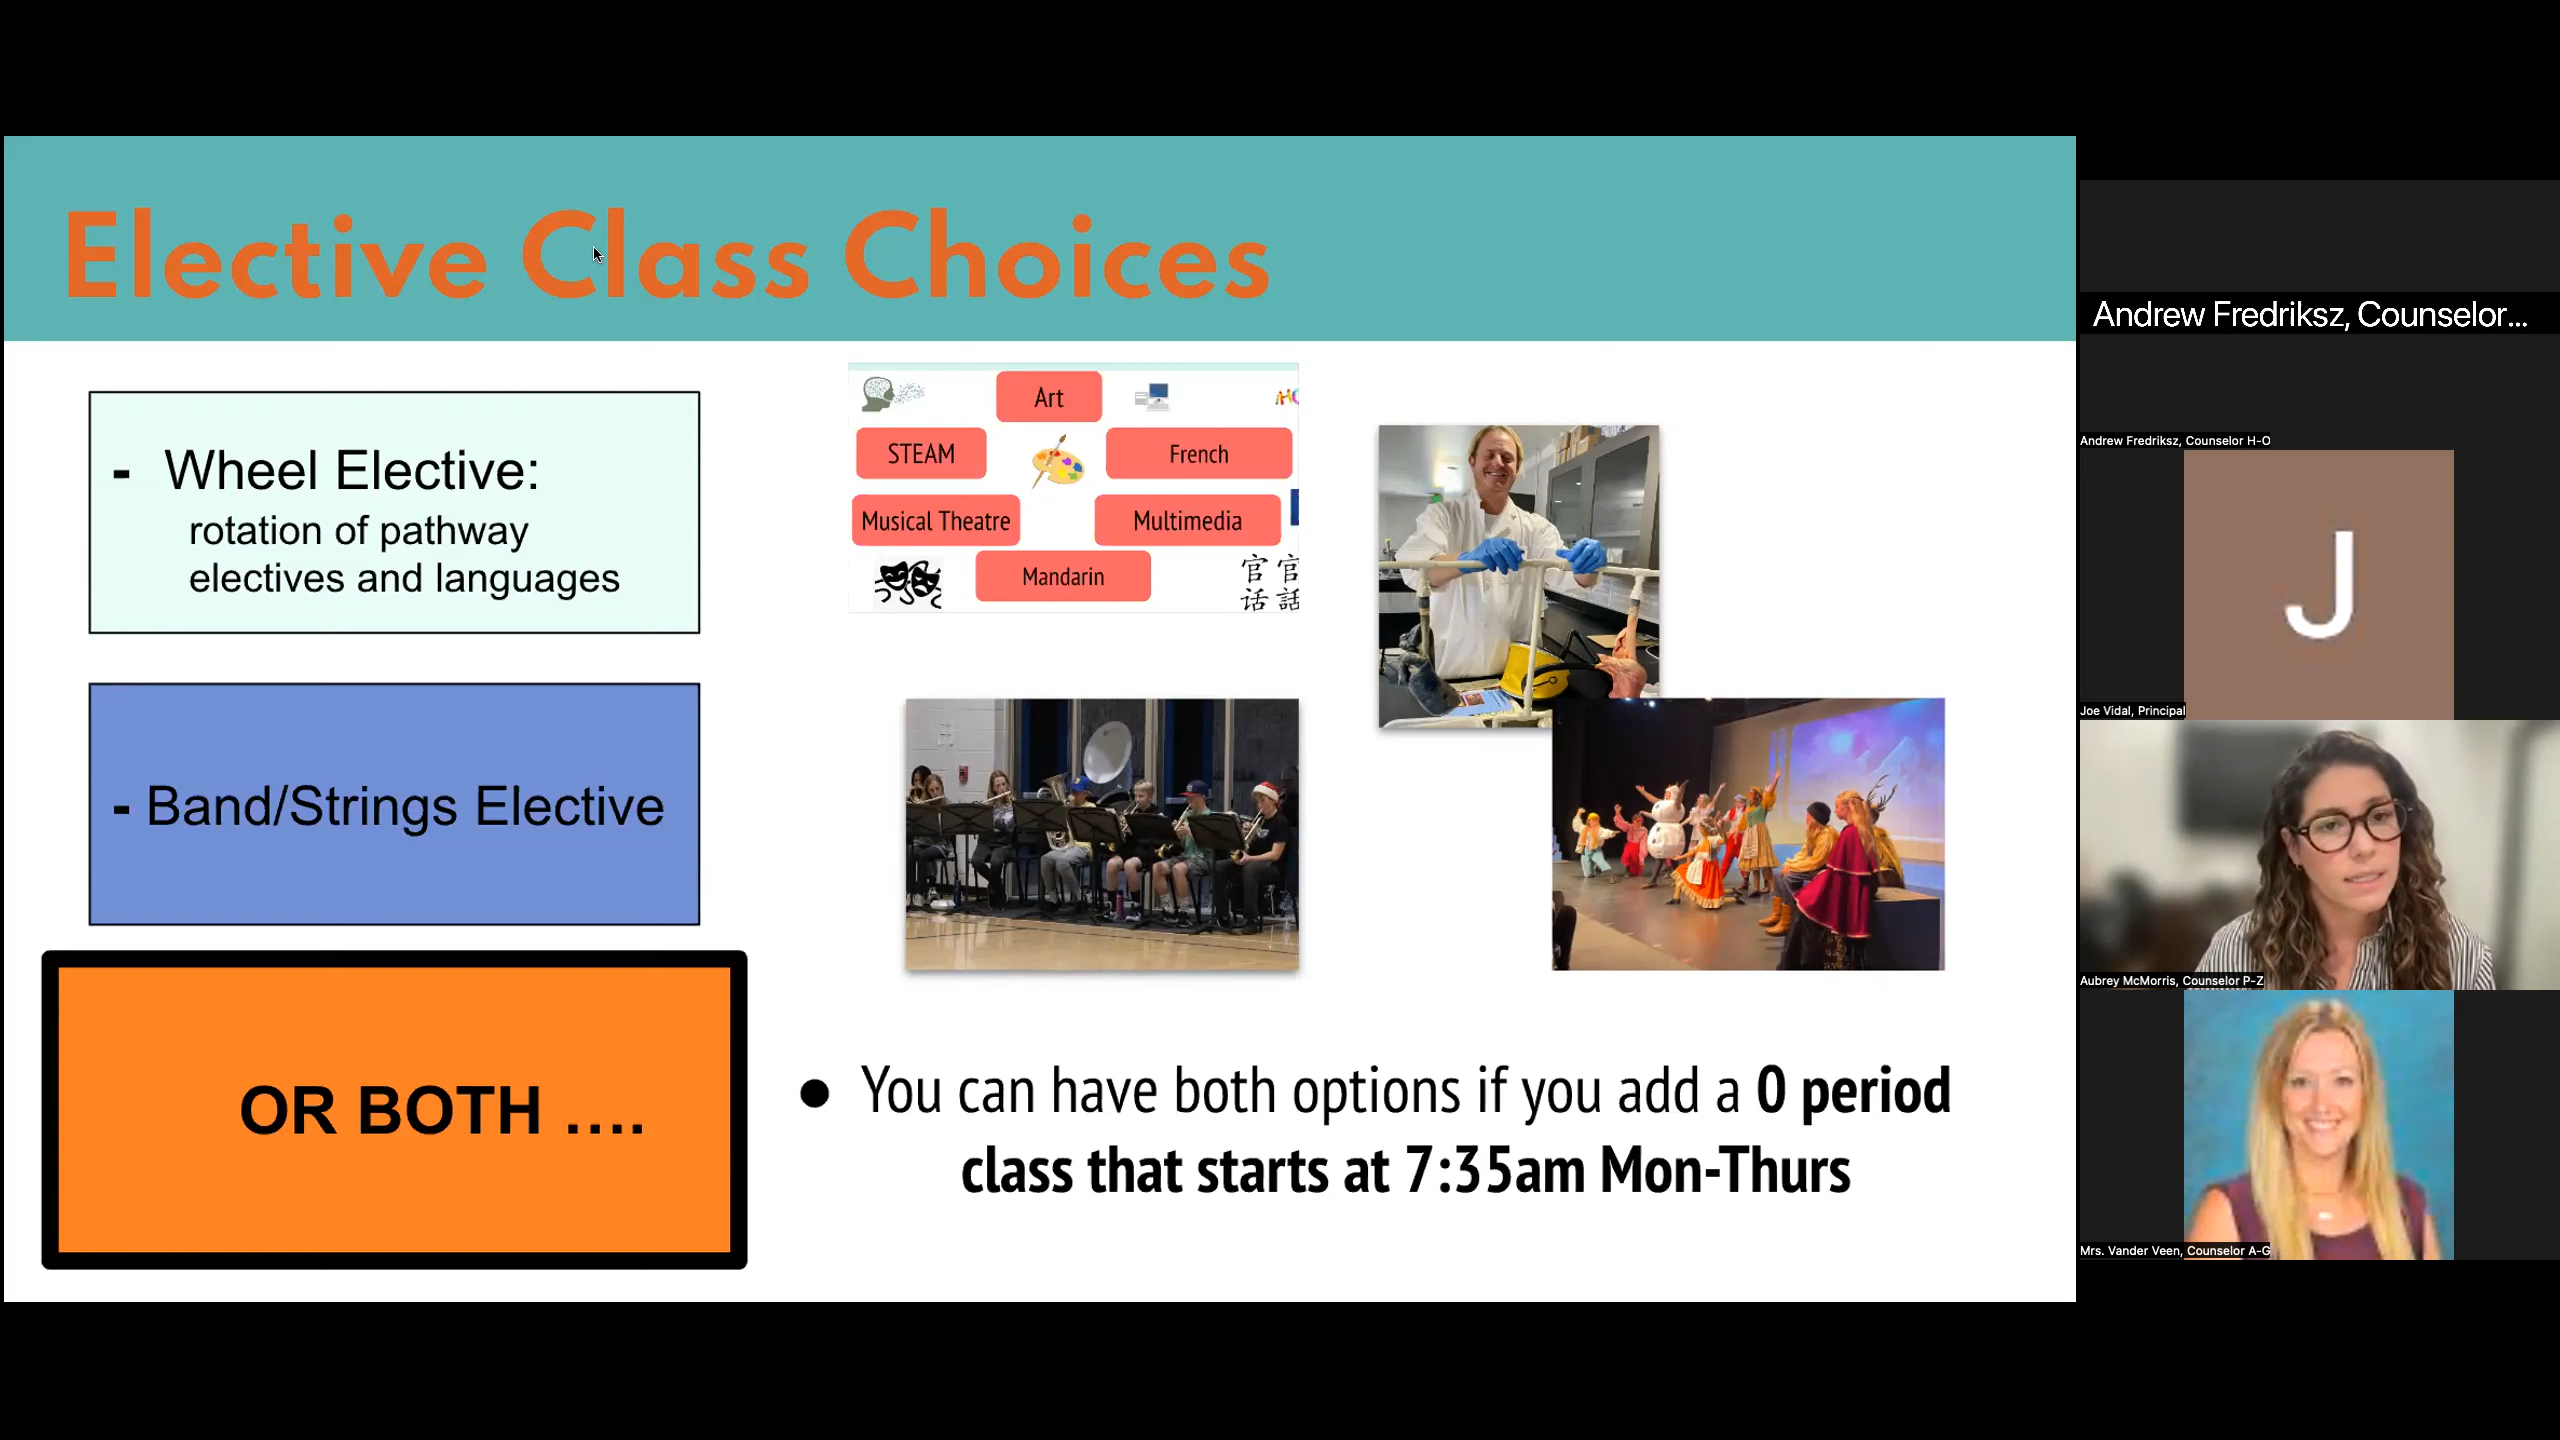 Elective Class Choices
- Wheel Elective:
rotation of pathway
electives and languages
- Band/Strings Elective
OR BOTH ....
Art
STEAM
French
Musical Theatre
Multimedia
Mandarin
官 官
话 話
● You can have both options if you add a 0 period
class that starts at 7:35am Mon-Thurs
Andrew Fredriksz, Counselor...
Andrew Fredriksz, Counselor H-O
J
Joe Vidal, Principal
Aubrey McMorris, Counselor P-Z
Mrs. Vander Veen, Counselor A-G